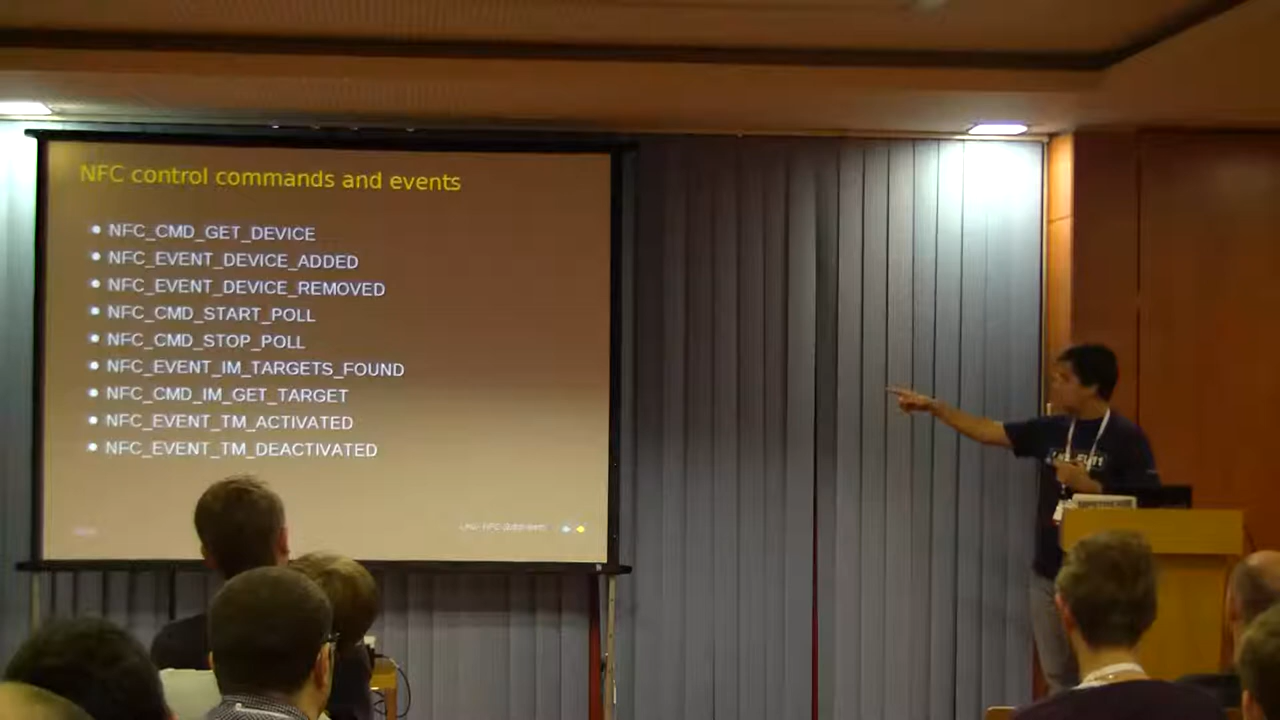 NFC control commands and events
• NFC_CMD_GET_DEVICE
• NFC_EVENT_DEVICE_ADDED
• NFC_EVENT_DEVICE_REMOVED
• NFC_CMD_START_POLL
• NFC_CMD_STOP_POLL
• NFC_EVENT_IM_TARGETS_FOUND
• NFC_CMD_IM_GET_TARGET
• NFC_EVENT_TM_ACTIVATED
• NFC_EVENT_TM_DEACTIVATED